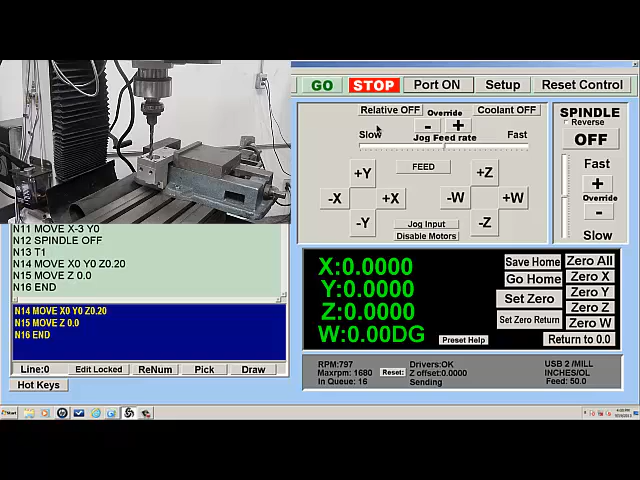 GO STOP Port ON Setup Reset Control
Relative OFF Override Coolant OFF
- +
Slow Jog Feed rate Fast
SPINDLE
Reverse
OFF
Fast
+
Override
-
Slow
+Y FEED +Z
-X +X -W +W
-Y Jog Input -Z
Disable Motors
N11 MOVE X-3 Y0
N12 SPINDLE OFF
N13 T1
N14 MOVE X0 Y0 Z0.20
N15 MOVE Z 0.0
N16 END
N14 MOVE X0 Y0 Z0.20
N15 MOVE Z 0.0
N16 END
Line:0 Edit Locked ReNum Pick Draw
Hot Keys
X:0.0000
Y:0.0000
Z:0.0000
W:0.00DG
Save Home Zero All
Go Home Zero X
Set Zero Zero Y
Zero Z
Set Zero Return Zero W
Preset Help Return to 0.0
RPM:797 Drivers:OK USB 2 /MILL
Maxrpm: 1680 Reset: Z offset:0.0000 INCHES/OL
In Queue: 16 Sending Feed: 50.0
Start